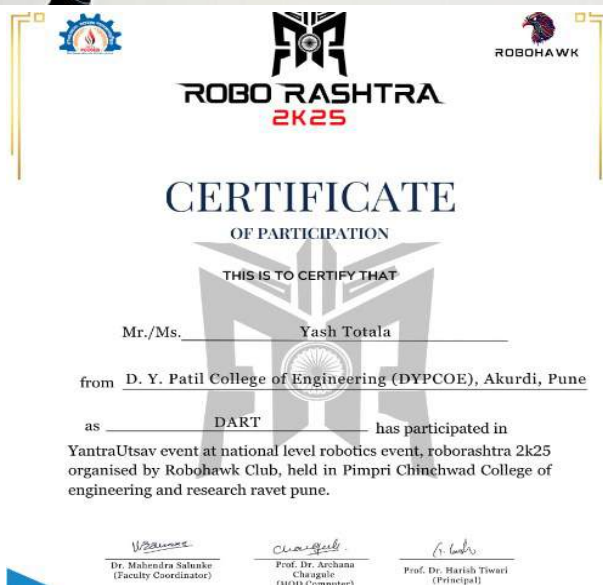 ROBOHAWK
ROBO RASHTRA
2K25
CERTIFICATE
OF PARTICIPATION
THIS IS TO CERTIFY THAT
Mr./Ms. Yash Totala
from D. Y. Patil College of Engineering (DYPCOE), Akurdi, Pune
as DART has participated in
YantraUtsav event at national level robotics event, roborashtra 2k25
organised by Robohawk Club, held in Pimpri Chinchwad College of
engineering and research ravet pune.
Dr. Mahendra Salunke
(Faculty Coordinator)
Prof. Dr. Archana
Chaugule
(HOD Computer)
Prof. Dr. Harish Tiwari
(Principal)